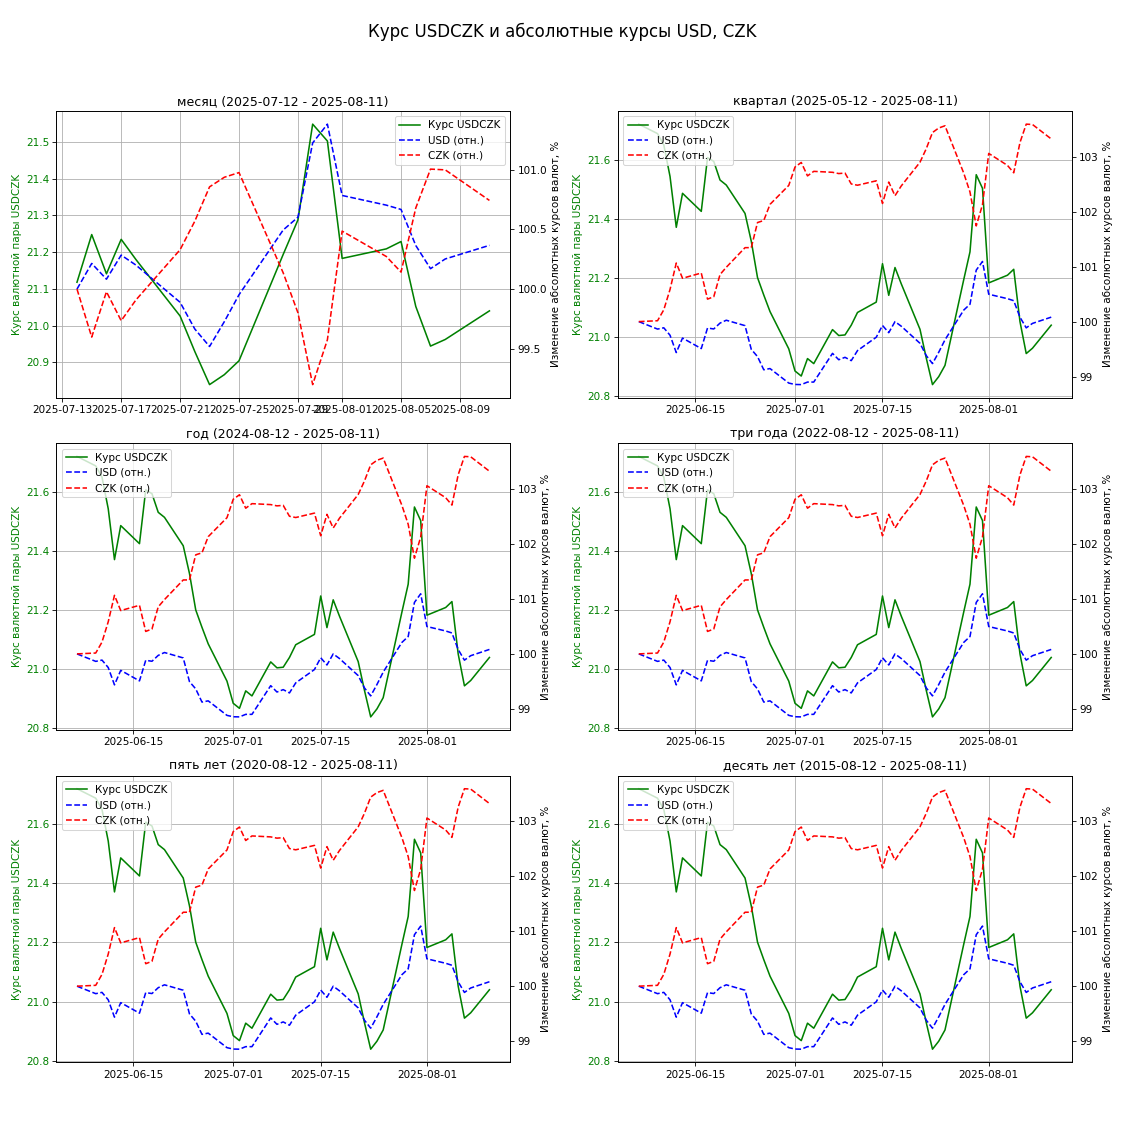 Курс USDCZK и абсолютные курсы USD, CZK
месяц (2025-07-12 - 2025-08-11)
Курс валютной пары USDCZK
21.5
21.4
21.3
21.2
21.1
21.0
20.9
Курс USDCZK
USD (отн.)
CZK (отн.)
101.0
100.5
100.0
99.5
Изменение абсолютных курсов валют, %
2025-07-13
2025-07-17
2025-07-21
2025-07-25
2025-07-29
2025-08-01
2025-08-05
2025-08-09
квартал (2025-05-12 - 2025-08-11)
Курс валютной пары USDCZK
21.6
21.4
21.2
21.0
20.8
Курс USDCZK
USD (отн.)
CZK (отн.)
103
102
101
100
99
Изменение абсолютных курсов валют, %
2025-06-15
2025-07-01
2025-07-15
2025-08-01
год (2024-08-12 - 2025-08-11)
Курс валютной пары USDCZK
21.6
21.4
21.2
21.0
20.8
Курс USDCZK
USD (отн.)
CZK (отн.)
103
102
101
100
99
Изменение абсолютных курсов валют, %
2025-06-15
2025-07-01
2025-07-15
2025-08-01
три года (2022-08-12 - 2025-08-11)
Курс валютной пары USDCZK
21.6
21.4
21.2
21.0
20.8
Курс USDCZK
USD (отн.)
CZK (отн.)
103
102
101
100
99
Изменение абсолютных курсов валют, %
2025-06-15
2025-07-01
2025-07-15
2025-08-01
пять лет (2020-08-12 - 2025-08-11)
Курс валютной пары USDCZK
21.6
21.4
21.2
21.0
20.8
Курс USDCZK
USD (отн.)
CZK (отн.)
103
102
101
100
99
Изменение абсолютных курсов валют, %
2025-06-15
2025-07-01
2025-07-15
2025-08-01
десять лет (2015-08-12 - 2025-08-11)
Курс валютной пары USDCZK
21.6
21.4
21.2
21.0
20.8
Курс USDCZK
USD (отн.)
CZK (отн.)
103
102
101
100
99
Изменение абсолютных курсов валют, %
2025-06-15
2025-07-01
2025-07-15
2025-08-01